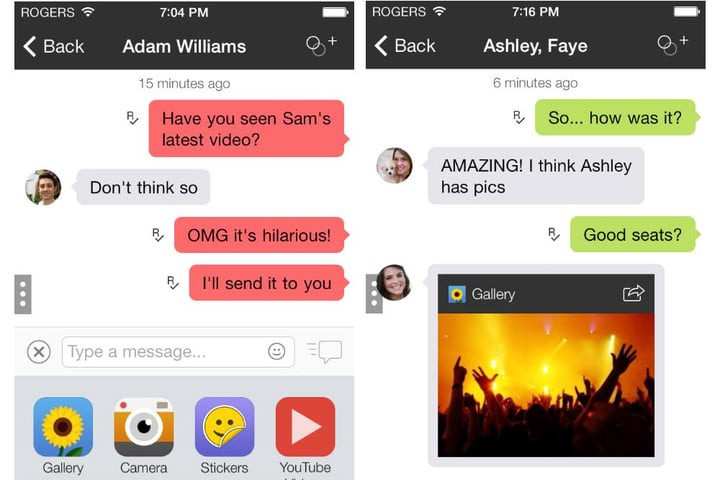 ROGERS 7:04 PM
Back Adam Williams
15 minutes ago
Have you seen Sam's
latest video?
Don't think so
OMG it's hilarious!
I'll send it to you
Type a message...
Gallery Camera Stickers YouTube
ROGERS 7:16 PM
Back Ashley, Faye
6 minutes ago
So... how was it?
AMAZING! I think Ashley
has pics
Good seats?
Gallery